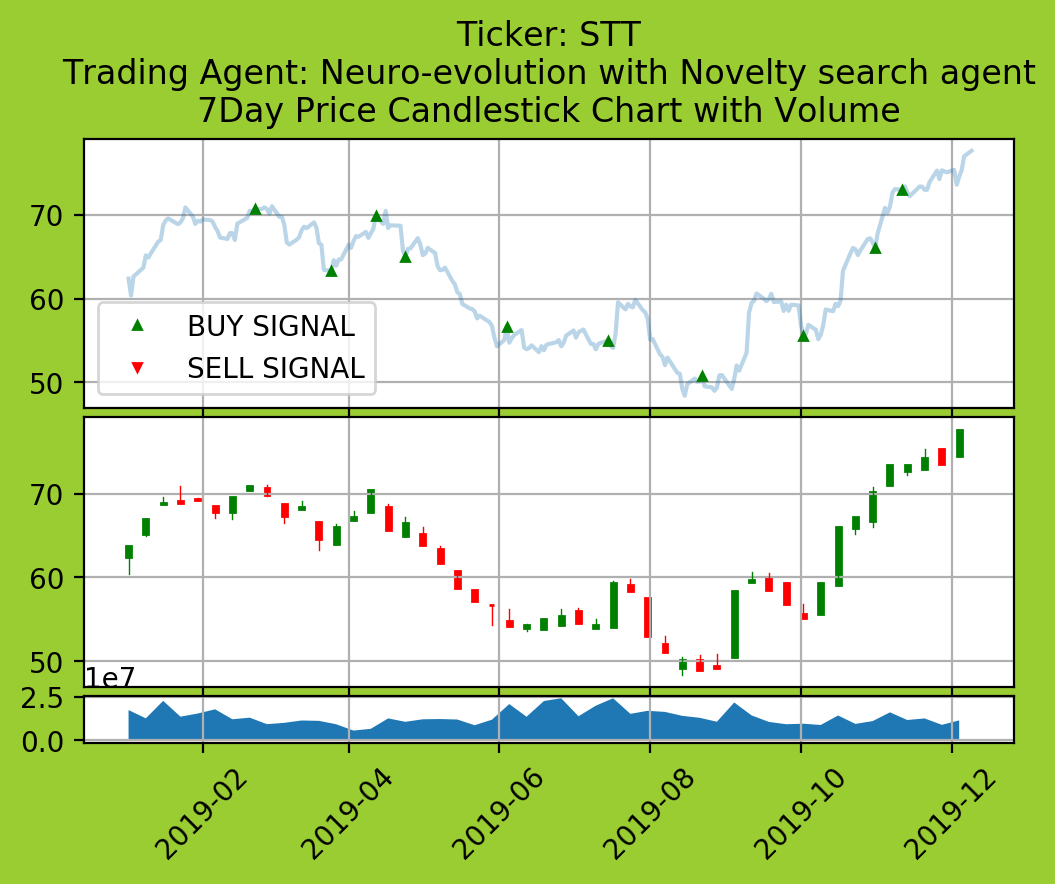 Ticker: STT
Trading Agent: Neuro-evolution with Novelty search agent
7Day Price Candlestick Chart with Volume
70
60
50
BUY SIGNAL
SELL SIGNAL
70
60
50
1e7
2.5
0.0
2019-02
2019-04
2019-06
2019-08
2019-10
2019-12